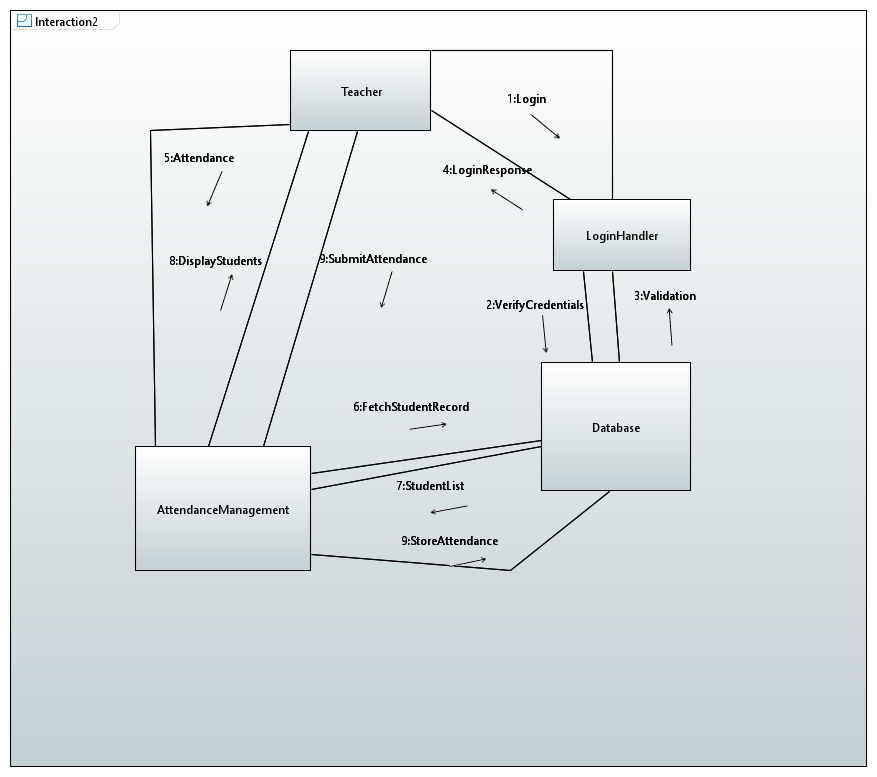 Interaction2
Teacher
1:Login
5:Attendance
4:LoginResponse
LoginHandler
8:DisplayStudents
9:SubmitAttendance
2:VerifyCredentials
3:Validation
6:FetchStudentRecord
Database
7:StudentList
AttendanceManagement
9:StoreAttendance